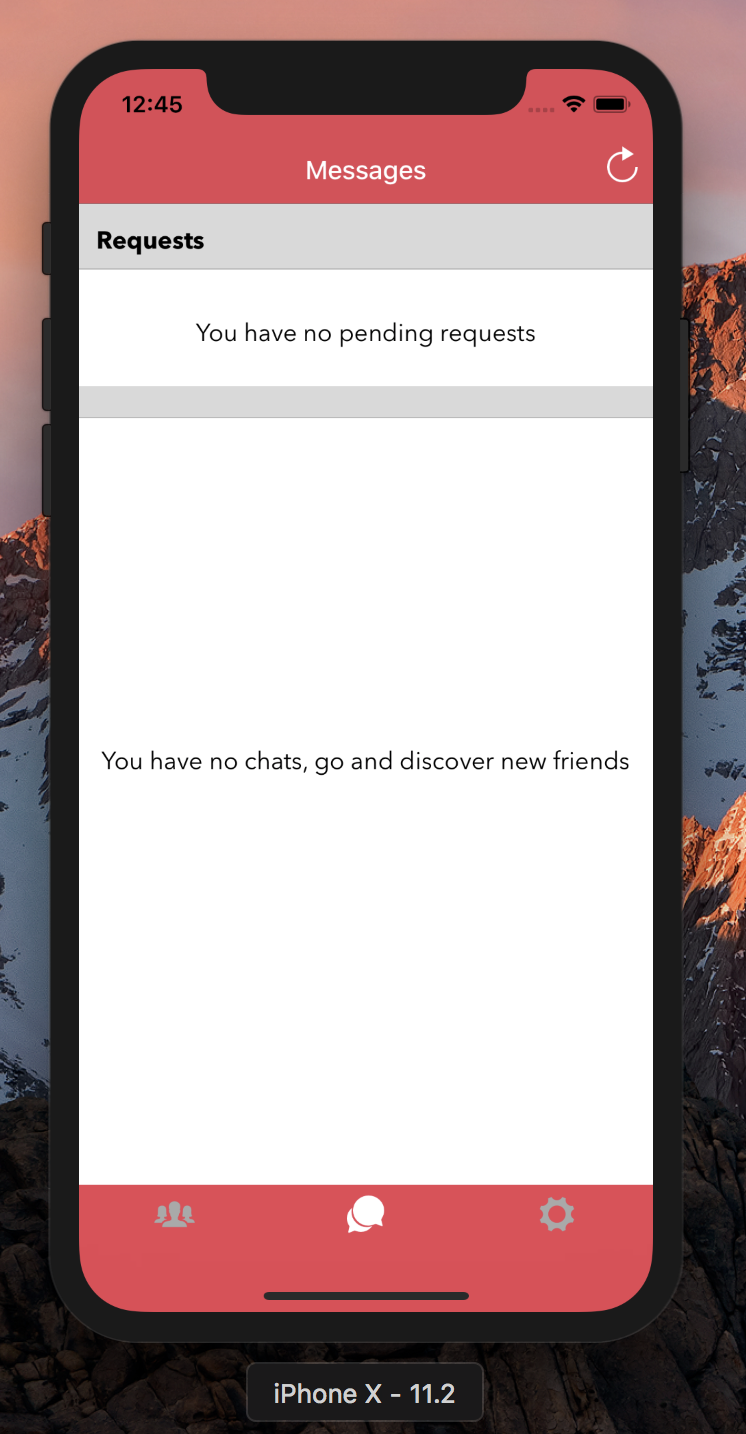 12:45
Messages
Requests
You have no pending requests
You have no chats, go and discover new friends
iPhone X - 11.2